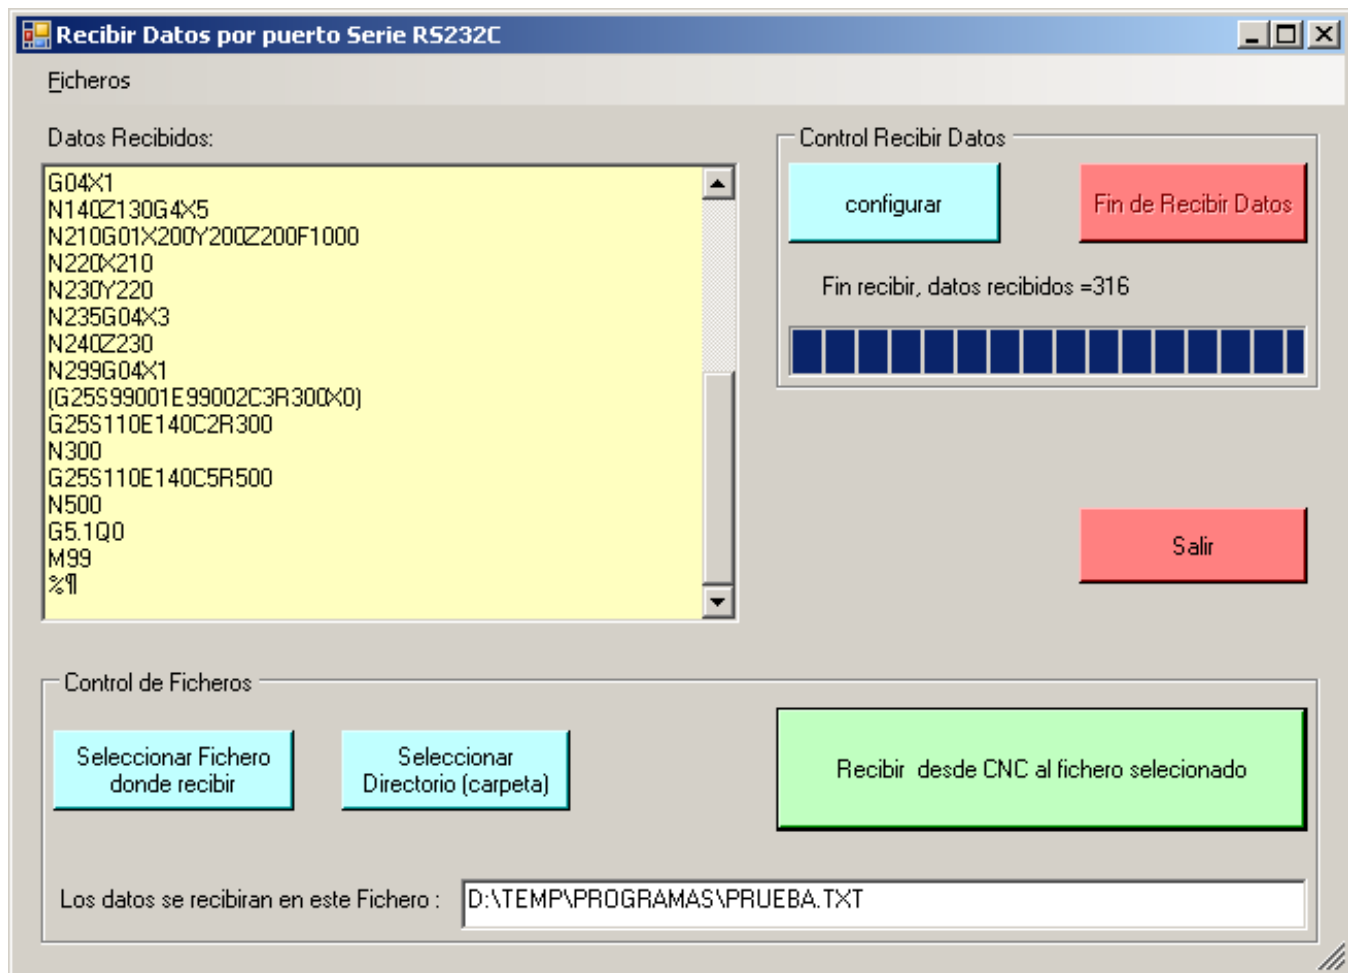 Recibir Datos por puerto Serie RS232C
Ficheros
Datos Recibidos:
G04X1
N140Z130G4X5
N210G01X200Y200Z200F1000
N220X210
N230Y220
N235G04X3
N240Z230
N299G04X1
(G25S99001E99002C3R300X0)
G25S110E140C2R300
N300
G25S110E140C5R500
N500
G5.1Q0
M99
%¶
Control Recibir Datos
configurar
Fin de Recibir Datos
Fin recibir, datos recibidos =316
Salir
Control de Ficheros
Seleccionar Fichero
donde recibir
Seleccionar
Directorio (carpeta)
Recibir  desde CNC al fichero selecionado
Los datos se recibiran en este Fichero :
D:\TEMP\PROGRAMAS\PRUEBA.TXT